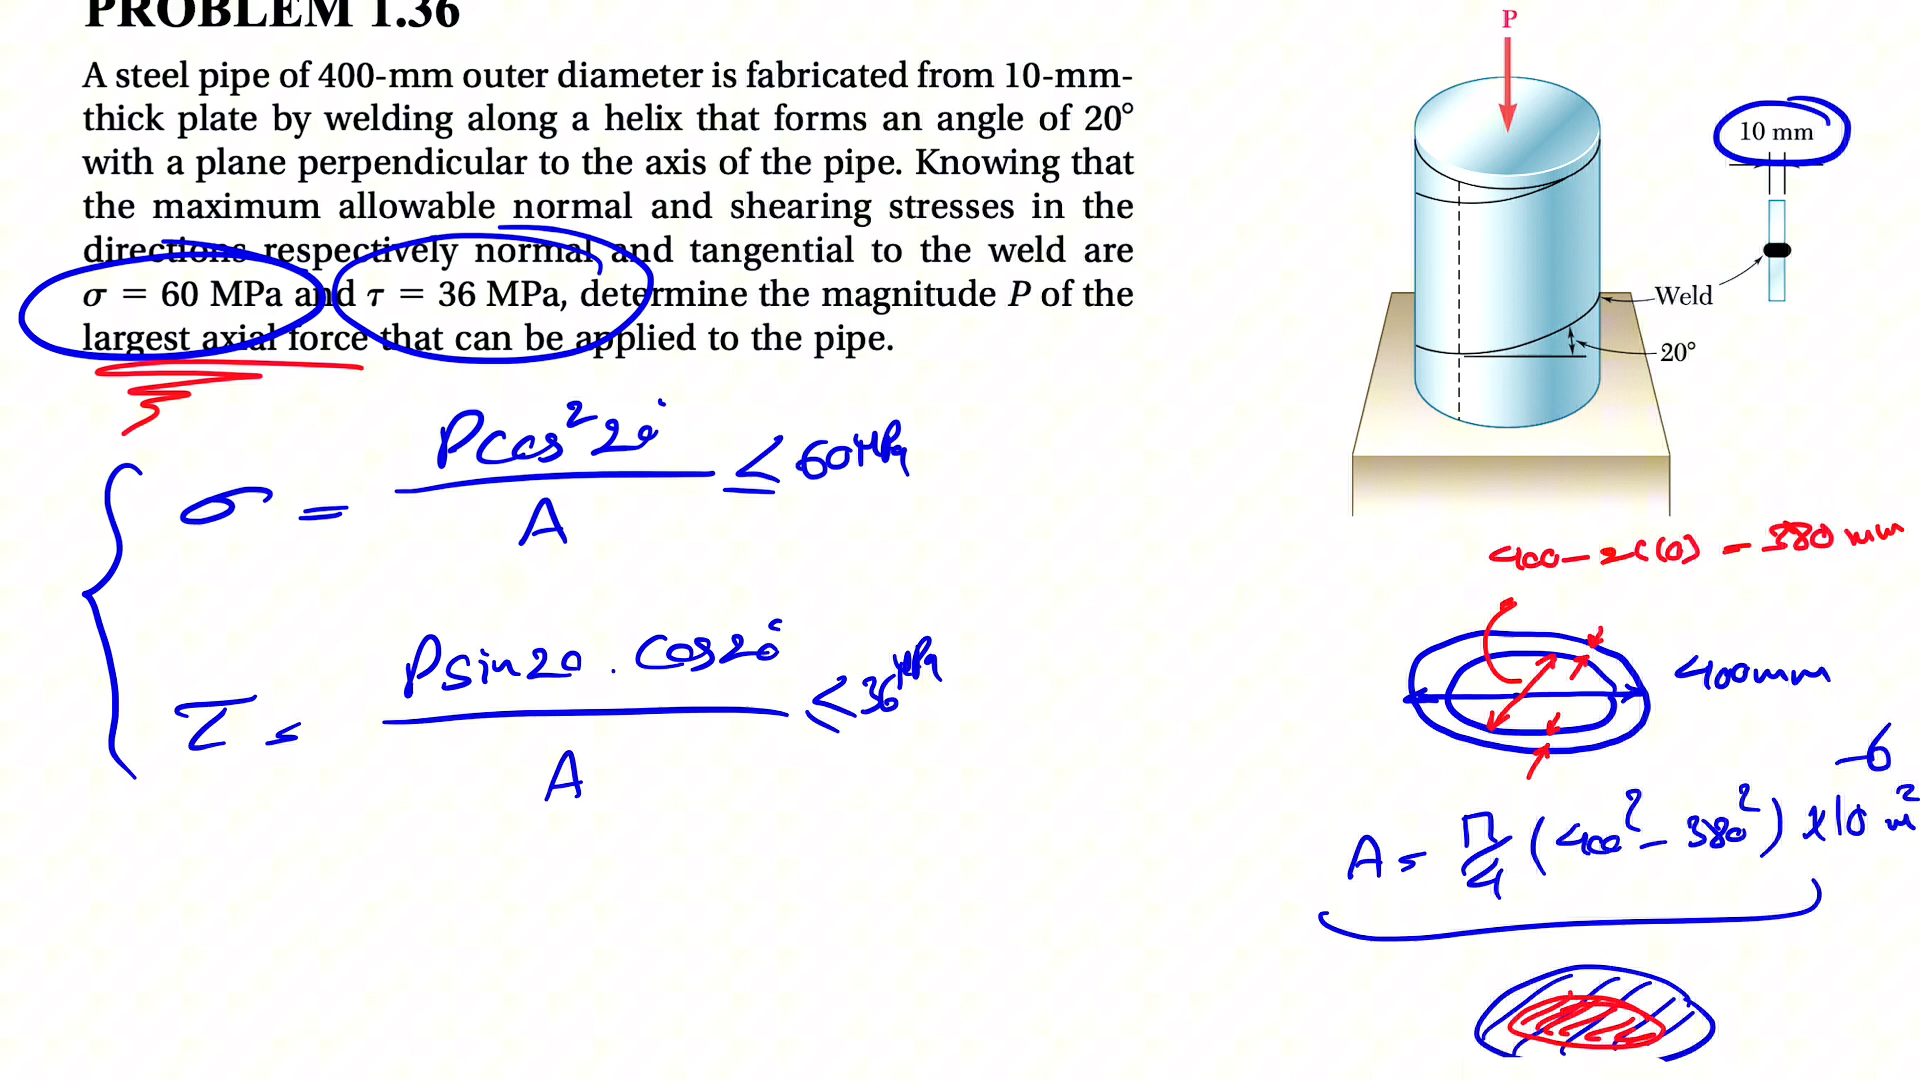 PROBLEM 1.36
A steel pipe of 400-mm outer diameter is fabricated from 10-mm-
thick plate by welding along a helix that forms an angle of 20°
with a plane perpendicular to the axis of the pipe. Knowing that
the maximum allowable normal and shearing stresses in the
directions respectively normal and tangential to the weld are
σ = 60 MPa and τ = 36 MPa, determine the magnitude P of the
largest axial force that can be applied to the pipe.
P
10 mm
Weld
20°
σ = Pcos²20° / A ≤ 60MPa
τ = Psin20 . cos20° / A ≤ 36MPa
400 - 2(10) = 380 mm
400mm
A = π/4 (400² - 380²) x10⁻⁶ m²